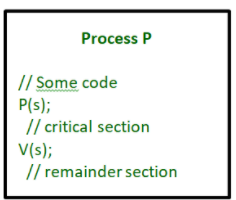 Process P
// Some code
P(s);
// critical section
V(s);
// remainder section